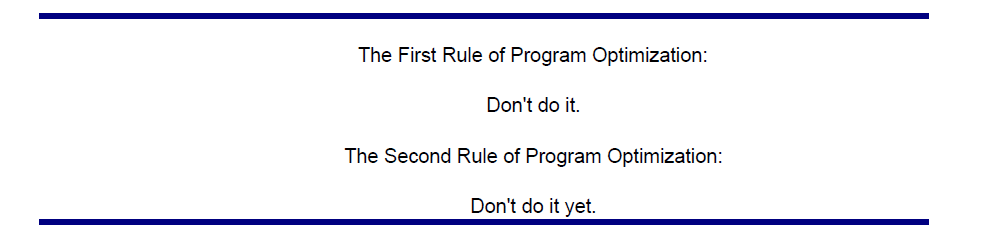 The First Rule of Program Optimization:
Don't do it.
The Second Rule of Program Optimization:
Don't do it yet.